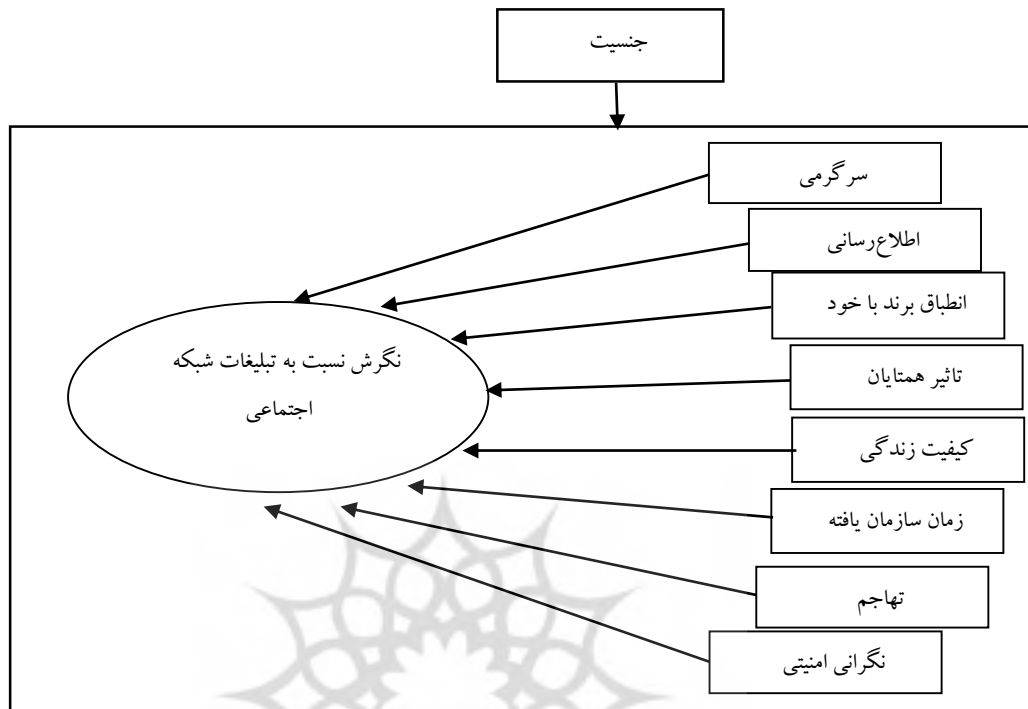 جنسیت
سرگرمی
اطلاع‌رسانی
انطباق برند با خود
نگرش نسبت به تبلیغات شبکه
اجتماعی
تاثیر همتایان
کیفیت زندگی
زمان سازمان یافته
تهاجم
نگرانی امنیتی